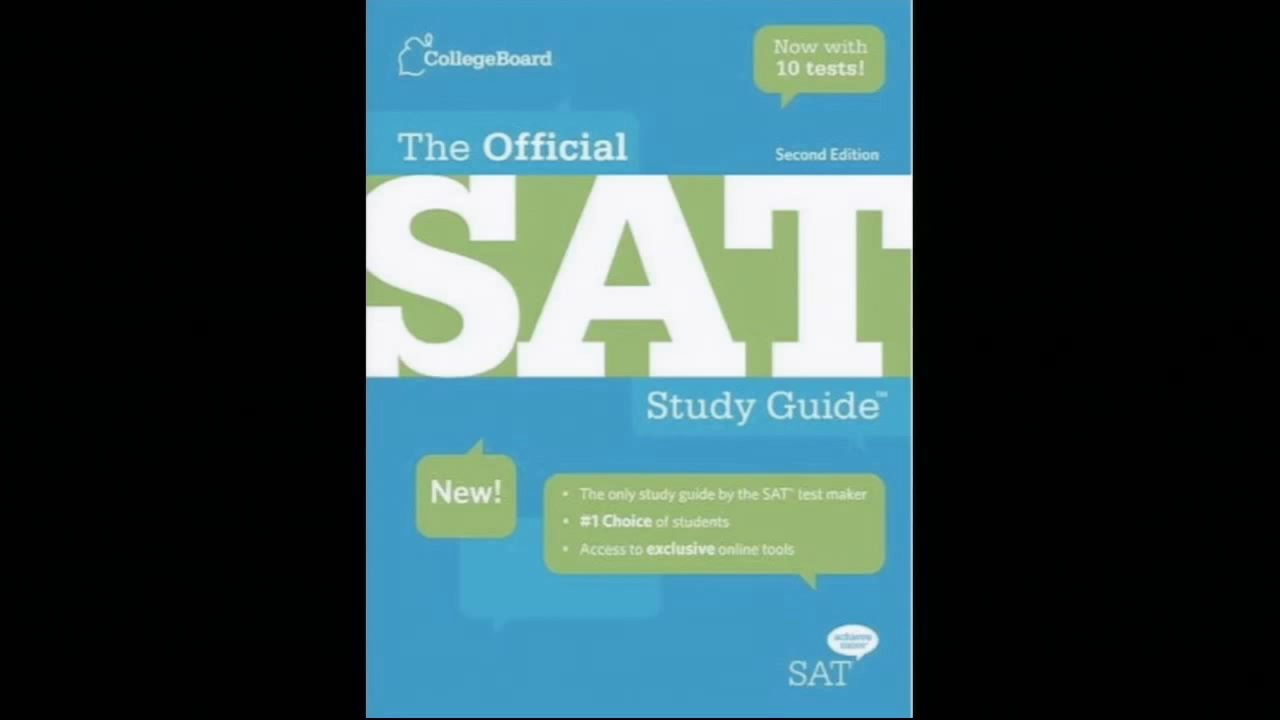 CollegeBoard
Now with
10 tests!
The Official
Second Edition
SAT
Study Guide™
New!
• The only study guide by the SAT® test maker
• #1 Choice of students
• Access to exclusive online tools
SAT